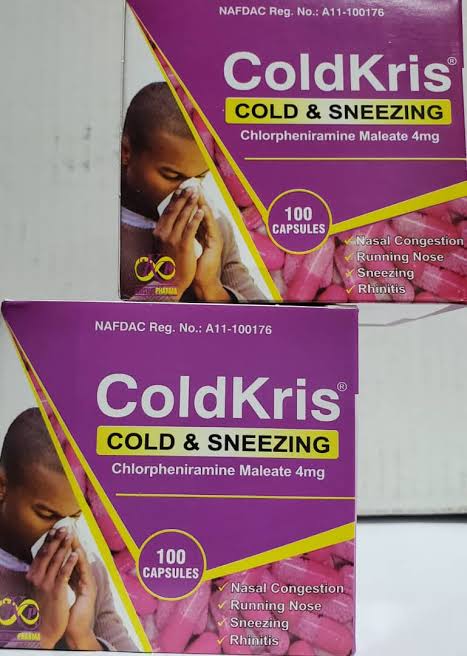 NAFDAC Reg. No.: A11-100176
ColdKris®
COLD & SNEEZING
Chlorpheniramine Maleate 4mg
100
CAPSULES
✓ Nasal Congestion
✓ Running Nose
✓ Sneezing
✓ Rhinitis
PHARMA
NAFDAC Reg. No.: A11-100176
ColdKris®
COLD & SNEEZING
Chlorpheniramine Maleate 4mg
100
CAPSULES
✓ Nasal Congestion
✓ Running Nose
✓ Sneezing
✓ Rhinitis
PHARMA